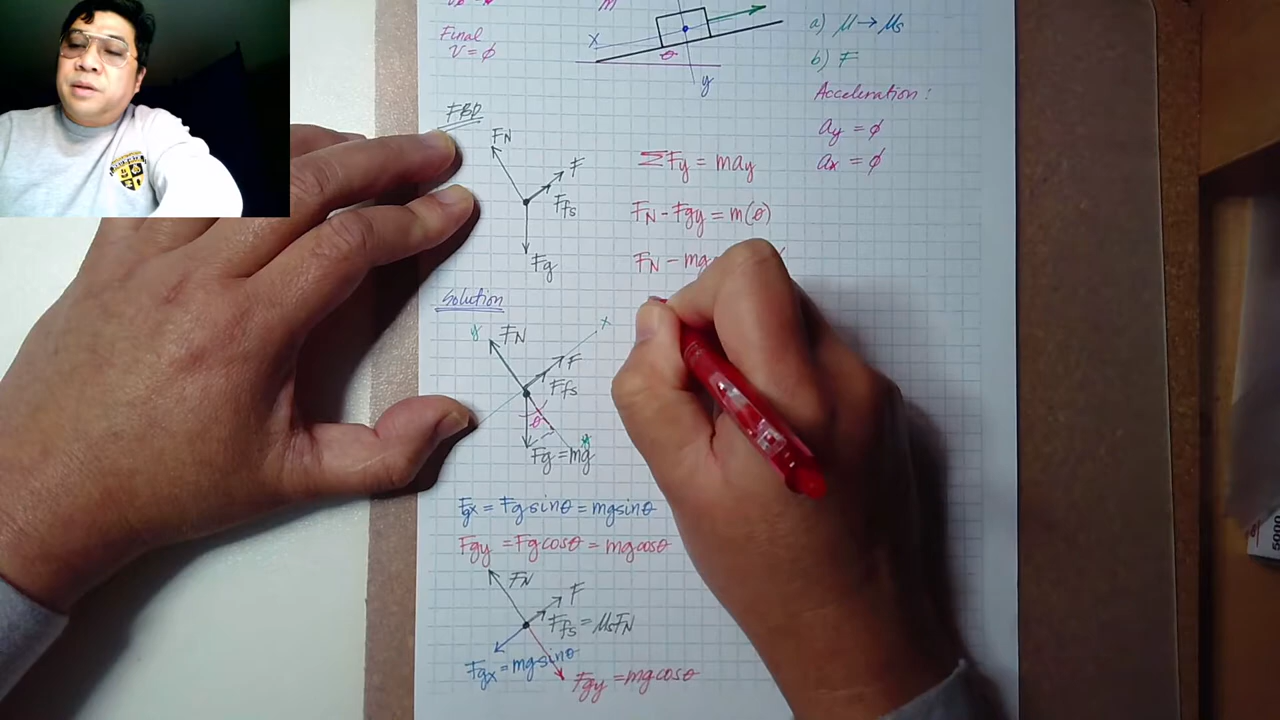 Final
V = φ
m
X
θ
y
a) μ → μs
b) F
Acceleration:
ay = φ
ax = φ
FBD
FN
F
Ffs
Fg
ΣFy = may
FN - Fgy = m(θ)
FN - mg
Solution
y
FN
x
F
Ffs
θ
Fg = mg
Fgx = Fg sinθ = mg sinθ
Fgy = Fg cosθ = mg cosθ
FN
F
Ffs = μsFN
Fgx = mg sinθ
Fgy = mg cosθ
5000